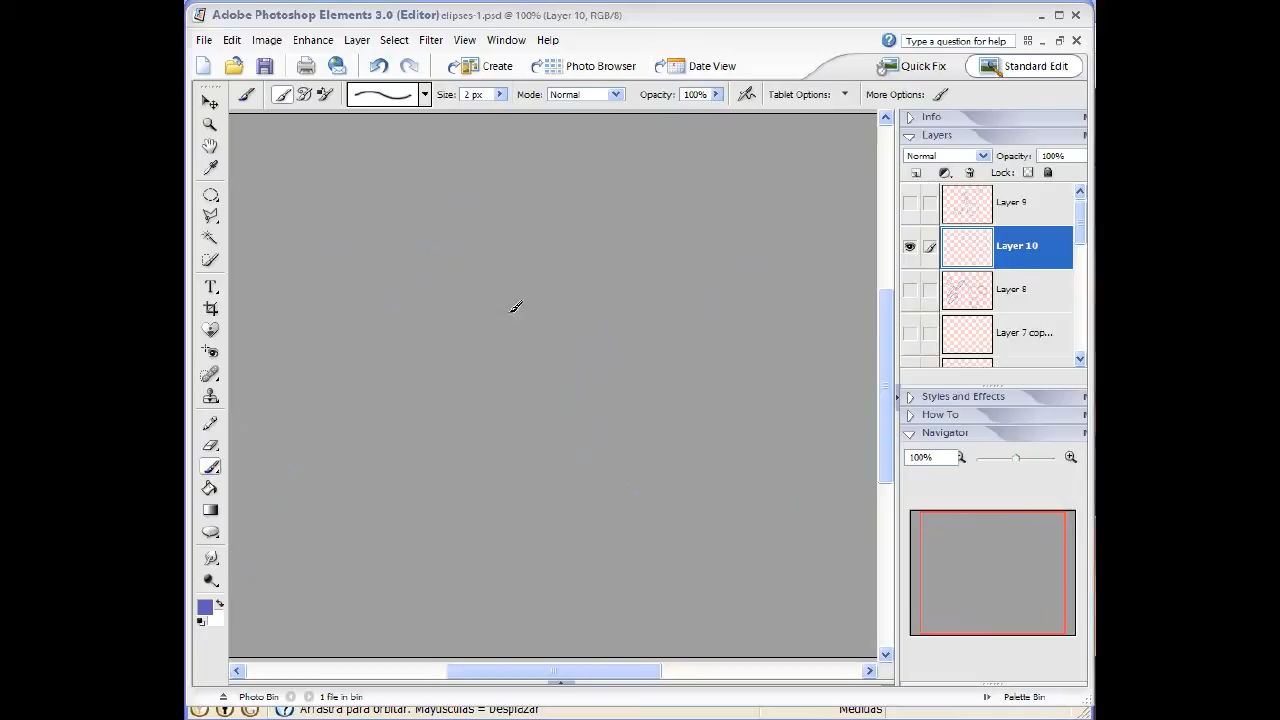 Adobe Photoshop Elements 3.0 (Editor) elipses-1.psd @ 100% (Layer 10, RGB/8)
File Edit Image Enhance Layer Select Filter View Window Help
Type a question for help
Create Photo Browser Date View Quick Fix Standard Edit
Size: 2 px Mode: Normal Opacity: 100% Tablet Options: More Options:
Info
Layers
Normal Opacity: 100%
Lock:
Layer 9
Layer 10
Layer 8
Layer 7 cop...
Styles and Effects
How To
Navigator
100%
Photo Bin 1 file in bin Palette Bin
Arrastra para Orbitar. Mayúsculas = Desplazar Medidas